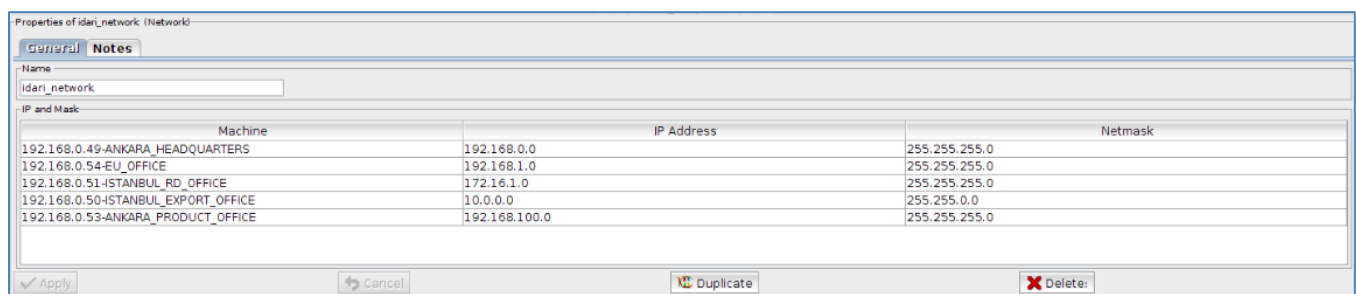 Properties of idari_network (Network)
General Notes
Name
idari_network
IP and Mask
Machine IP Address Netmask
192.168.0.49-ANKARA_HEADQUARTERS 192.168.0.0 255.255.255.0
192.168.0.54-EU_OFFICE 192.168.1.0 255.255.255.0
192.168.0.51-ISTANBUL_RD_OFFICE 172.16.1.0 255.255.255.0
192.168.0.50-ISTANBUL_EXPORT_OFFICE 10.0.0.0 255.255.0.0
192.168.0.53-ANKARA_PRODUCT_OFFICE 192.168.100.0 255.255.255.0
Apply Cancel Duplicate Delete: